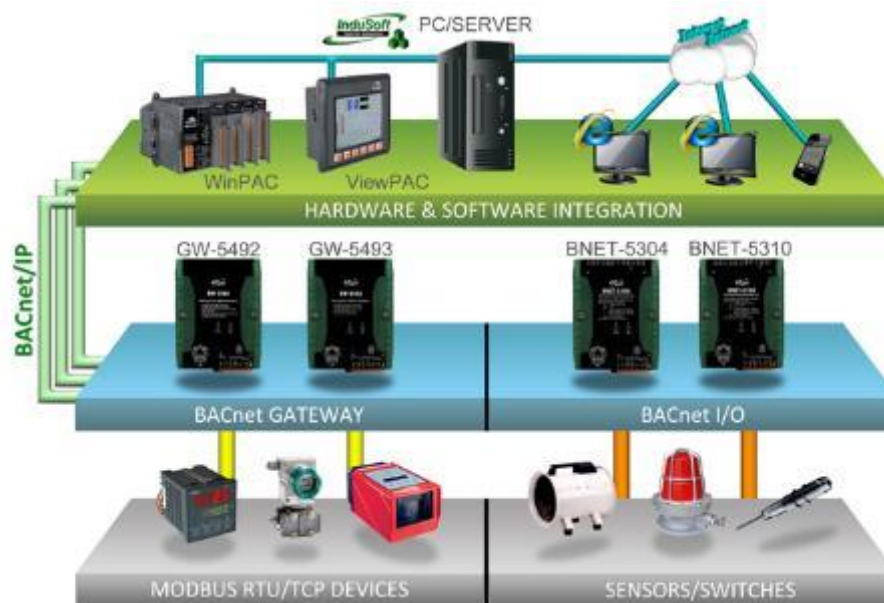 InduSoft
PC/SERVER
WinPAC
ViewPAC
HARDWARE & SOFTWARE INTEGRATION
BACnet/IP
GW-5492
GW-5493
BNET-5304
BNET-5310
BACnet GATEWAY
BACnet I/O
MODBUS RTU/TCP DEVICES
SENSORS/SWITCHES